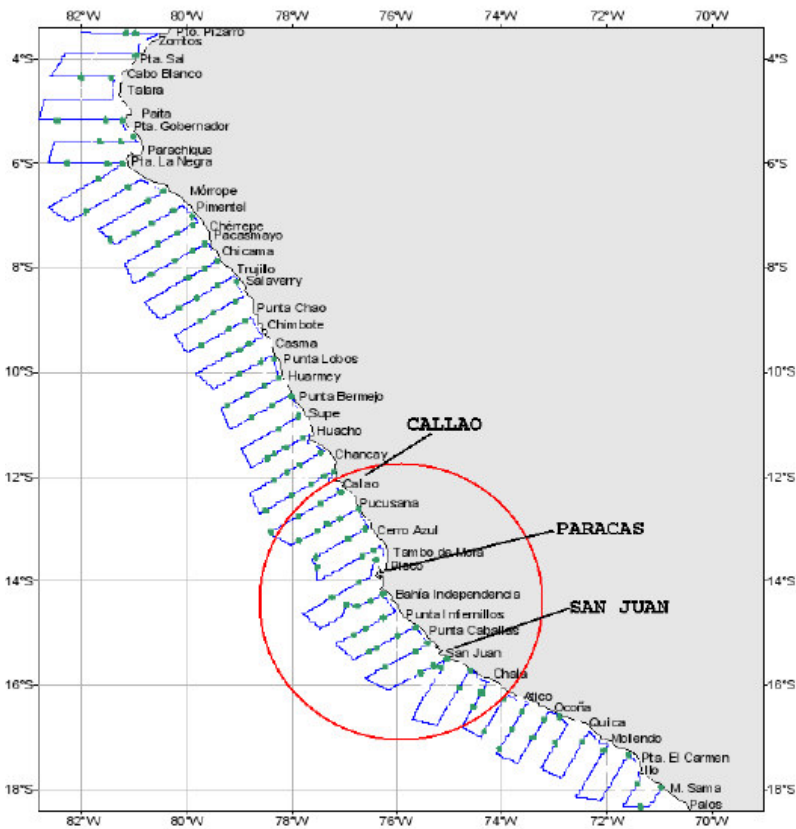 82°W 80°W 78°W 76°W 74°W 72°W 70°W
Pto. Pizarro
Zorritos
4°S 4°S
Pta. Sal
Cabo Blanco
Talara
Paita
Pta. Gobernador
Parachique
6°S Pta. La Negra 6°S
Mórrope
Pimentel
Chérrepe
Pacasmayo
Chicama
8°S Trujillo 8°S
Salaverry
Punta Chao
Chimbote
Casma
Punta Lobos
10°S Huarmey 10°S
Punta Bermejo
Supe
CALLAO
Huacho
Chancay
12°S Callao 12°S
Pucusana
Cerro Azul
PARACAS
Tambo de Mora
Pisco
14°S 14°S
Bahía Independencia
SAN JUAN
Punta Infernillos
Punta Caballas
San Juan
Chala
16°S 16°S
Atico
Ocoña
Quilca
Mollendo
Pta. El Carmen
Ilo
18°S M. Sama 18°S
Palos
82°W 80°W 78°W 76°W 74°W 72°W 70°W